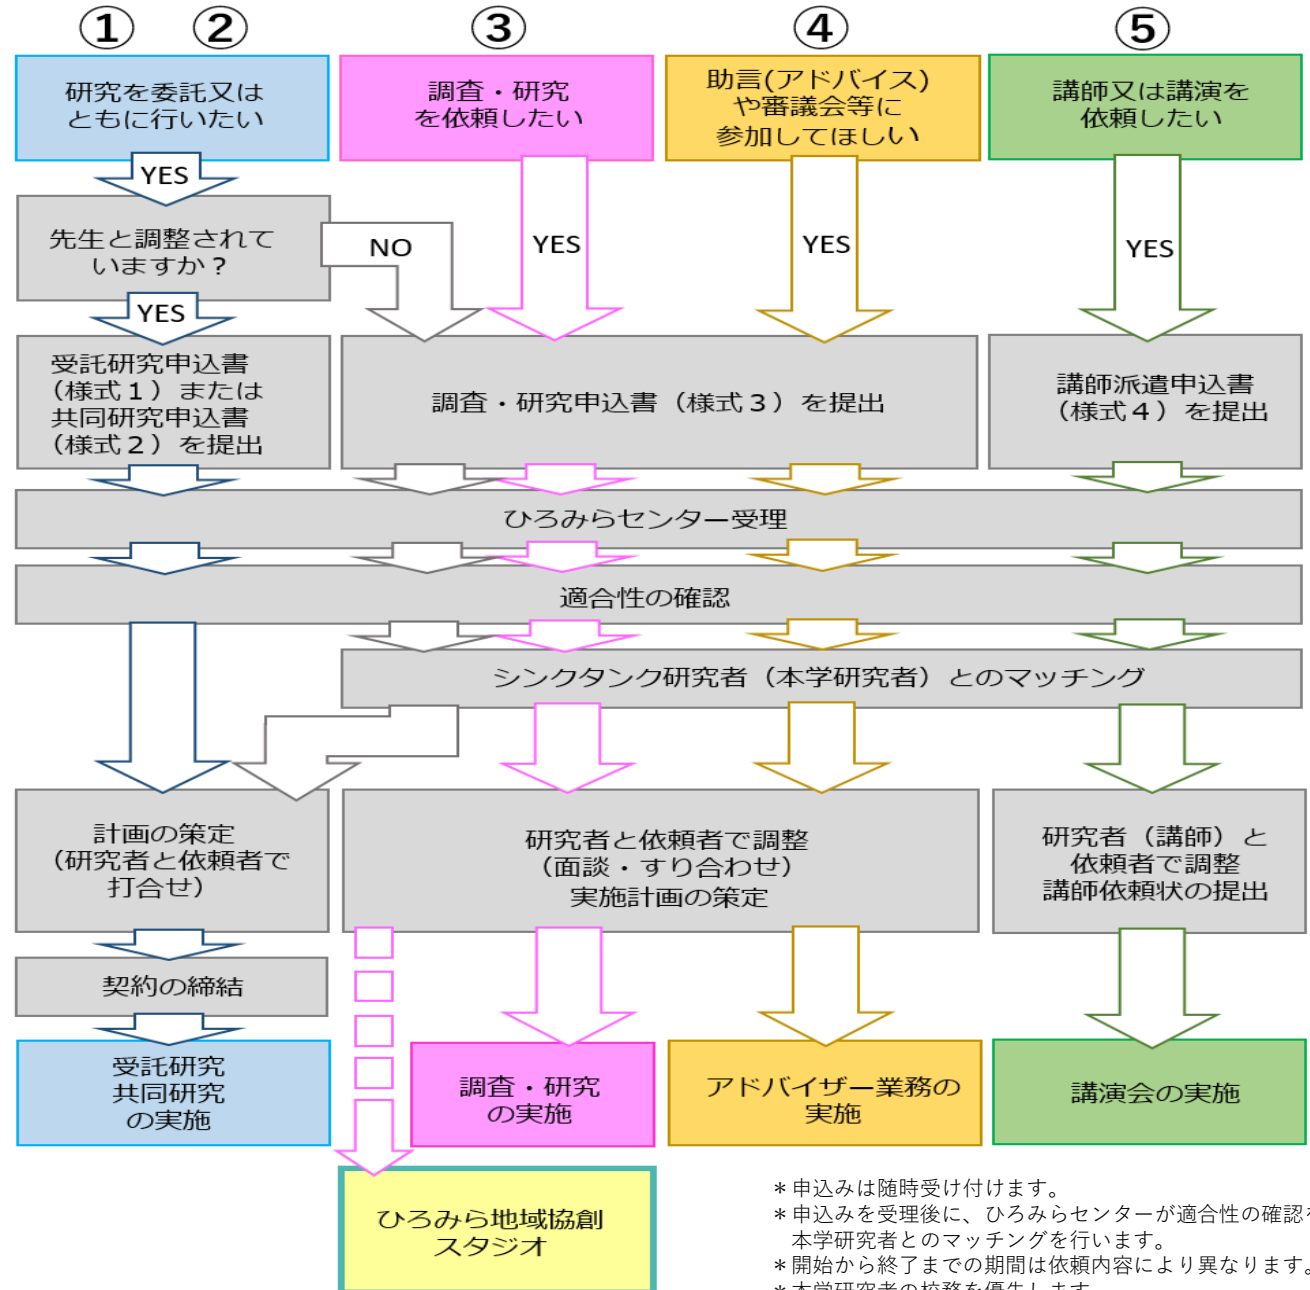 ① ② ③ ④ ⑤
研究を委託又は
ともに行いたい
調査・研究
を依頼したい
助言(アドバイス)
や審議会等に
参加してほしい
講師又は講演を
依頼したい
YES
先生と調整されて
いますか？
NO
YES
YES
YES
YES
受託研究申込書
（様式１）または
共同研究申込書
（様式２）を提出
調査・研究申込書（様式３）を提出
講師派遣申込書
（様式４）を提出
ひろみらセンター受理
適合性の確認
シンクタンク研究者（本学研究者）とのマッチング
計画の策定
（研究者と依頼者で
打合せ）
研究者と依頼者で調整
（面談・すり合わせ）
実施計画の策定
研究者（講師）と
依頼者で調整
講師依頼状の提出
契約の締結
受託研究
共同研究
の実施
調査・研究
の実施
アドバイザー業務の
実施
講演会の実施
ひろみら地域協創
スタジオ
＊申込みは随時受け付けます。
＊申込みを受理後に、ひろみらセンターが適合性の確認
本学研究者とのマッチングを行います。
＊開始から終了までの期間は依頼内容により異なります。
＊本学研究者の校務を優先します